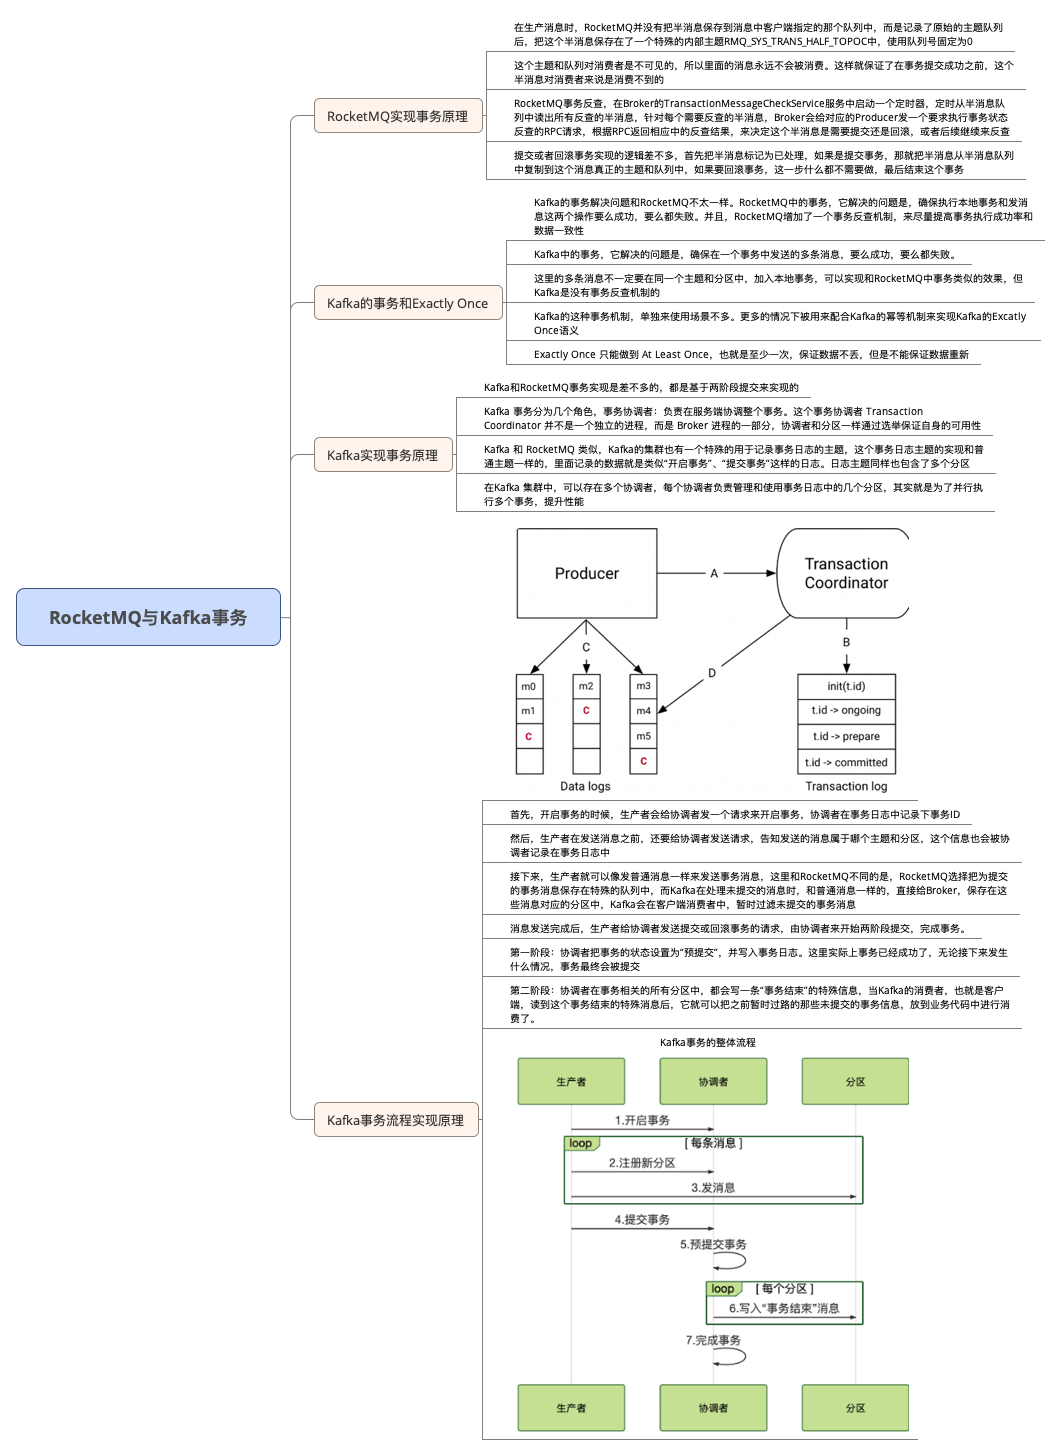 在生产消息时，RocketMQ并没有把半消息保存到消息中客户端指定的那个队列中，而是记录了原始的主题队列
后，把这个半消息保存在了一个特殊的内部主题RMQ_SYS_TRANS_HALF_TOPOC中，使用队列号固定为0
这个主题和队列对消费者是不可见的，所以里面的消息永远不会被消费。这样就保证了在事务提交成功之前，这个
半消息对消费者来说是消费不到的
RocketMQ实现事务原理
RocketMQ事务反查，在Broker的TransactionMessageCheckService服务中启动一个定时器，定时从半消息队
列中读出所有反查的半消息，针对每个需要反查的半消息，Broker会给对应的Producer发一个要求执行事务状态
反查的RPC请求，根据RPC返回相应中的反查结果，来决定这个半消息是需要提交还是回滚，或者后续继续来反查
提交或者回滚事务实现的逻辑差不多，首先把半消息标记为已处理，如果是提交事务，那就把半消息从半消息队列
中复制到这个消息真正的主题和队列中，如果要回滚事务，这一步什么都不需要做，最后结束这个事务
Kafka的事务解决问题和RocketMQ不太一样。RocketMQ中的事务，它解决的问题是，确保执行本地事务和发消
息这两个操作要么成功，要么都失败。并且，RocketMQ增加了一个事务反查机制，来尽量提高事务执行成功率和
数据一致性
Kafka中的事务，它解决的问题是，确保在一个事务中发送的多条消息，要么成功，要么都失败。
Kafka的事务和Exactly Once
这里的多条消息不一定要在同一个主题和分区中，加入本地事务，可以实现和RocketMQ中事务类似的效果，但
Kafka是没有事务反查机制的
Kafka的这种事务机制，单独来使用场景不多。更多的情况下被用来配合Kafka的幂等机制来实现Kafka的Excatly
Once语义
Exactly Once 只能做到 At Least Once，也就是至少一次，保证数据不丢，但是不能保证数据重新
Kafka和RocketMQ事务实现是差不多的，都是基于两阶段提交来实现的
Kafka 事务分为几个角色，事务协调者：负责在服务端协调整个事务。这个事务协调者 Transaction
Coordinator 并不是一个独立的进程，而是 Broker 进程的一部分，协调者和分区一样通过选举保证自身的可用性
Kafka实现事务原理
Kafka 和 RocketMQ 类似，Kafka的集群也有一个特殊的用于记录事务日志的主题，这个事务日志主题的实现和普
通主题一样的，里面记录的数据就是类似“开启事务”、“提交事务”这样的日志。日志主题同样也包含了多个分区
在Kafka 集群中，可以存在多个协调者，每个协调者负责管理和使用事务日志中的几个分区，其实就是为了并行执
行多个事务，提升性能
RocketMQ与Kafka事务
Producer
A
Transaction
Coordinator
C
B
D
m0
m2
m3
init(t.id)
m1
C
m4
t.id -> ongoing
C
m5
t.id -> prepare
C
t.id -> committed
Data logs
Transaction log
首先，开启事务的时候，生产者会给协调者发一个请求来开启事务，协调者在事务日志中记录下事务ID
然后，生产者在发送消息之前，还要给协调者发送请求，告知发送的消息属于哪个主题和分区，这个信息也会被协
调者记录在事务日志中
接下来，生产者就可以像发普通消息一样来发送事务消息，这里和RocketMQ不同的是，RocketMQ选择把为提交
的事务消息保存在特殊的队列中，而Kafka在处理未提交的消息时，和普通消息一样的，直接给Broker，保存在这
些消息对应的分区中，Kafka会在客户端消费者中，暂时过滤未提交的事务消息
消息发送完成后，生产者给协调者发送提交或回滚事务的请求，由协调者来开始两阶段提交，完成事务。
第一阶段：协调者把事务的状态设置为“预提交”，并写入事务日志。这里实际上事务已经成功了，无论接下来发生
什么情况，事务最终会被提交
第二阶段：协调者在事务相关的所有分区中，都会写一条“事务结束”的特殊信息，当Kafka的消费者，也就是客户
端，读到这个事务结束的特殊消息后，它就可以把之前暂时过路的那些未提交的事务信息，放到业务代码中进行消
费了。
Kafka事务流程实现原理
Kafka事务的整体流程
生产者
协调者
分区
1.开启事务
loop
[ 每条消息 ]
2.注册新分区
3.发消息
4.提交事务
5.预提交事务
loop
[ 每个分区 ]
6.写入“事务结束”消息
7.完成事务
生产者
协调者
分区